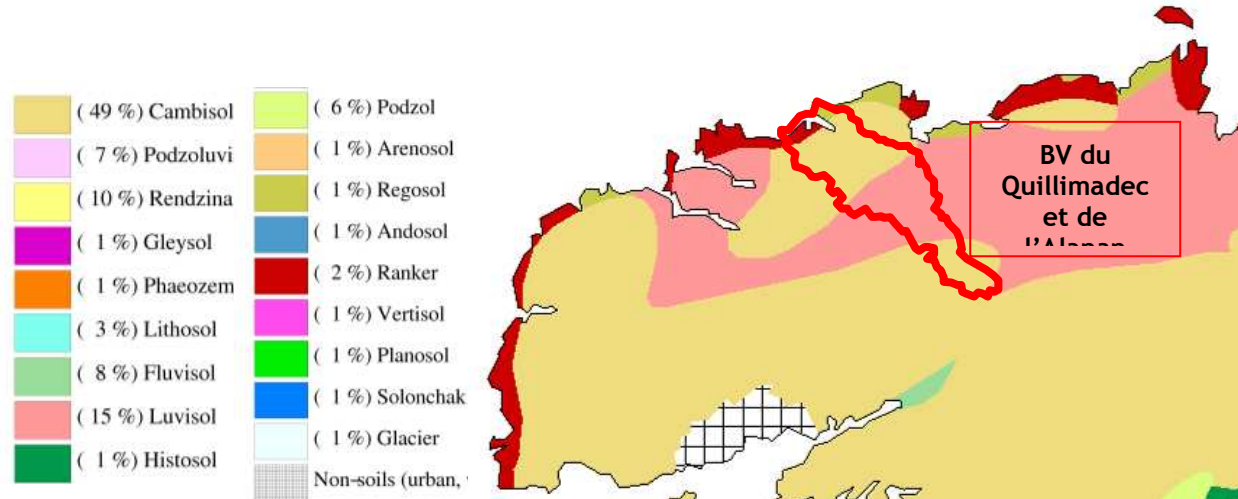 ( 49 %) Cambisol
( 7 %) Podzoluvi
( 10 %) Rendzina
( 1 %) Gleysol
( 1 %) Phaeozem
( 3 %) Lithosol
( 8 %) Fluvisol
( 15 %) Luvisol
( 1 %) Histosol
( 6 %) Podzol
( 1 %) Arenosol
( 1 %) Regosol
( 1 %) Andosol
( 2 %) Ranker
( 1 %) Vertisol
( 1 %) Planosol
( 1 %) Solonchak
( 1 %) Glacier
Non-soils (urban,
BV du
Quillimadec
et de